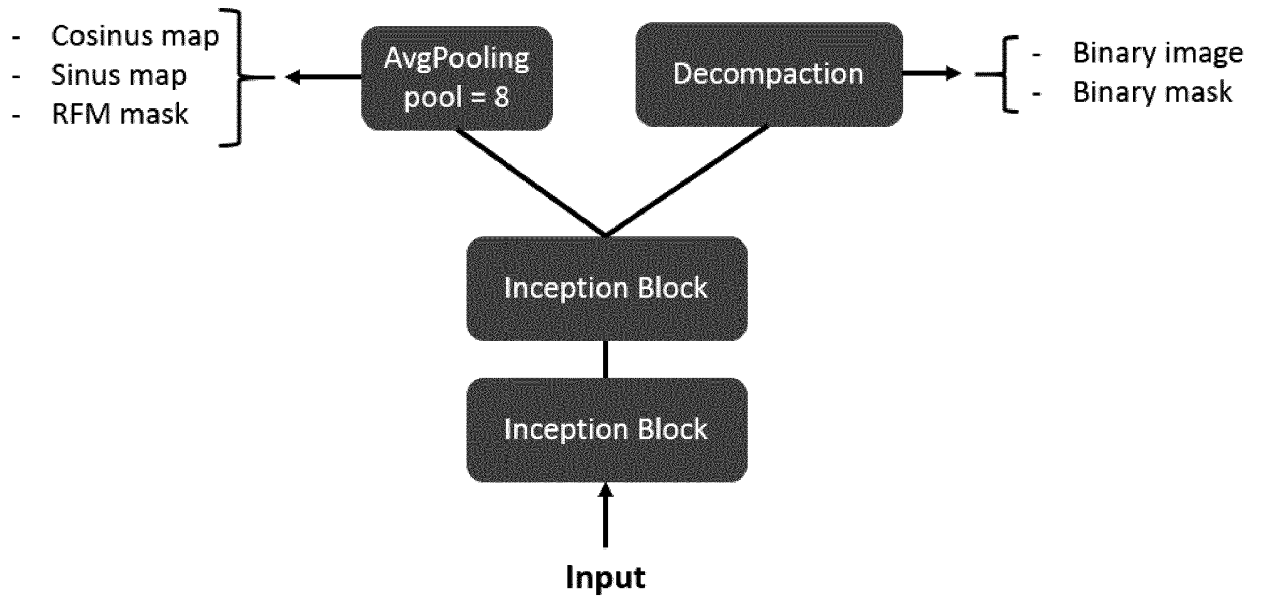 - Cosinus map
- Sinus map
- RFM mask
AvgPooling
pool = 8
Decompaction
- Binary image
- Binary mask
Inception Block
Inception Block
Input